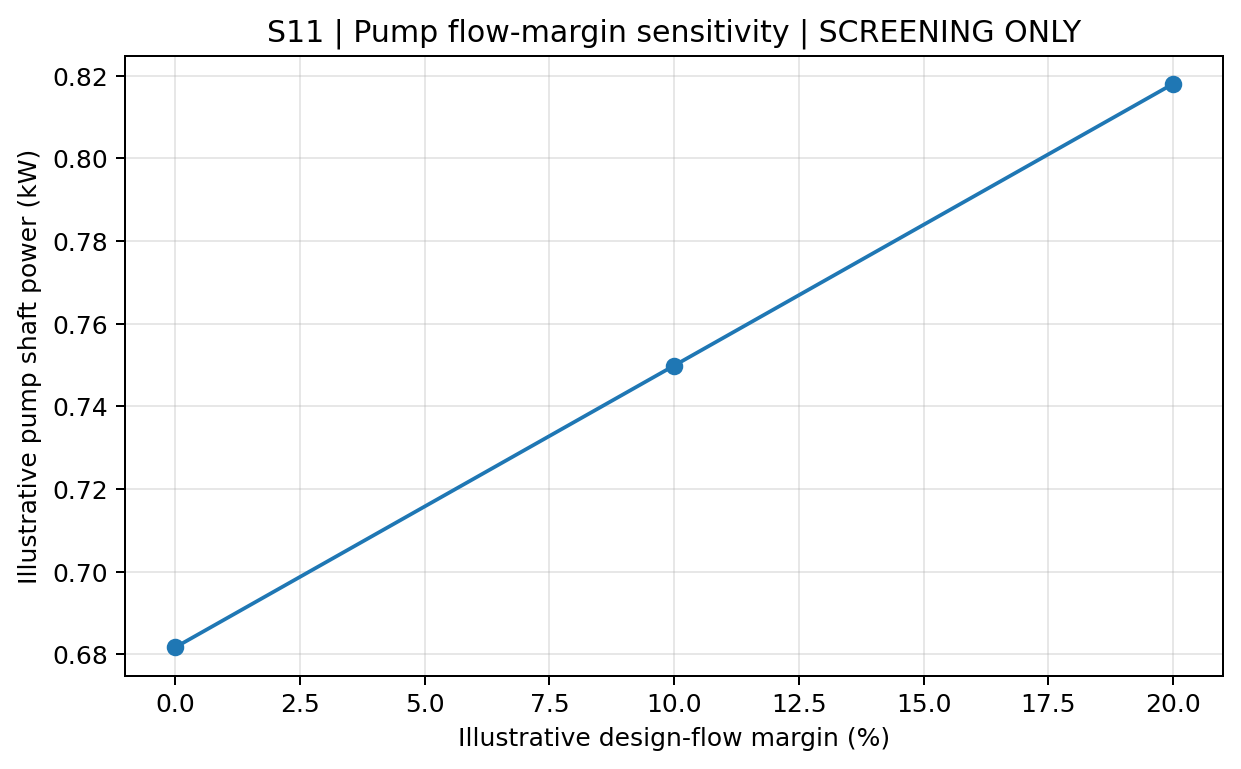 S11 | Pump flow-margin sensitivity | SCREENING ONLY
Illustrative pump shaft power (kW)
0.82
0.80
0.78
0.76
0.74
0.72
0.70
0.68
0.0 2.5 5.0 7.5 10.0 12.5 15.0 17.5 20.0
Illustrative design-flow margin (%)